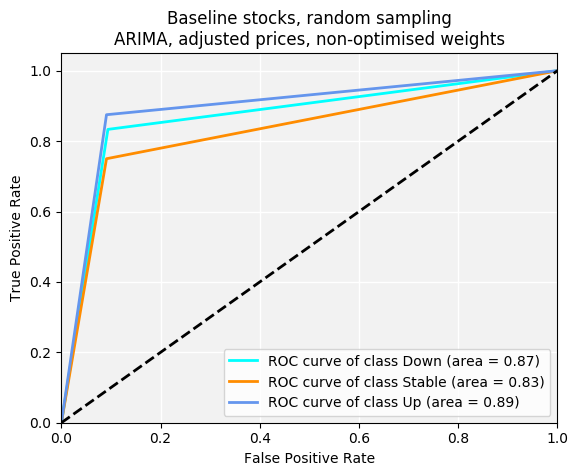 Baseline stocks, random sampling
ARIMA, adjusted prices, non-optimised weights
True Positive Rate
1.0
0.8
0.6
0.4
0.2
0.0
ROC curve of class Down (area = 0.87)
ROC curve of class Stable (area = 0.83)
ROC curve of class Up (area = 0.89)
0.0 0.2 0.4 0.6 0.8 1.0
False Positive Rate